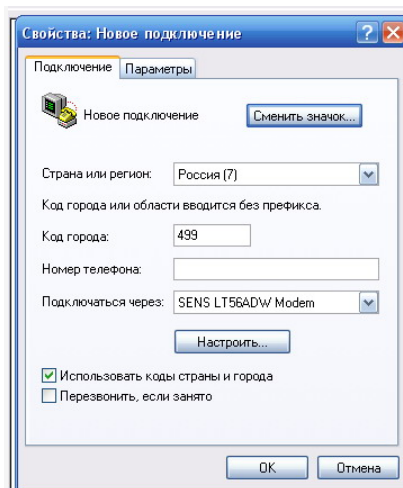 Свойства: Новое подключение
Подключение Параметры
Новое подключение Сменить значок...
Страна или регион: Россия (7)
Код города или области вводится без префикса.
Код города: 499
Номер телефона:
Подключаться через: SENS LT56ADW Modem
Настроить...
Использовать коды страны и города
Перезвонить, если занято
OK Отмена